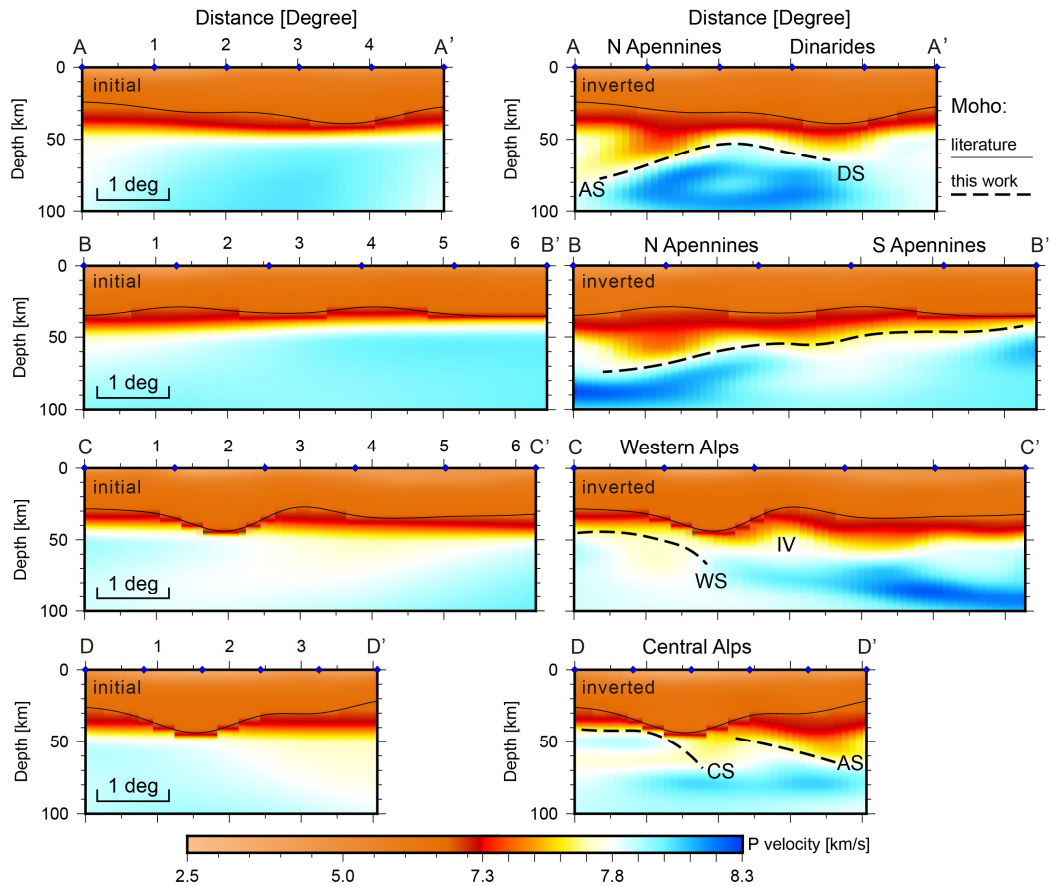 Distance [Degree] Distance [Degree]
A 1 2 3 4 A’ A N Apennines Dinarides A’
0 initial 0 inverted Moho:
Depth [km] 50 Depth [km] 50 literature
1 deg AS DS this work
100 100
B 1 2 3 4 5 6 B’ B N Apennines S Apennines B’
0 initial 0 inverted
Depth [km] 50 Depth [km] 50
1 deg
100 100
C 1 2 3 4 5 6 C’ C Western Alps C’
0 initial 0 inverted
Depth [km] 50 Depth [km] 50 IV
1 deg WS
100 100
D 1 2 3 D’ D Central Alps D’
0 initial 0 inverted
Depth [km] 50 Depth [km] 50
1 deg CS AS
100 100
P velocity [km/s]
2.5 5.0 7.3 7.8 8.3